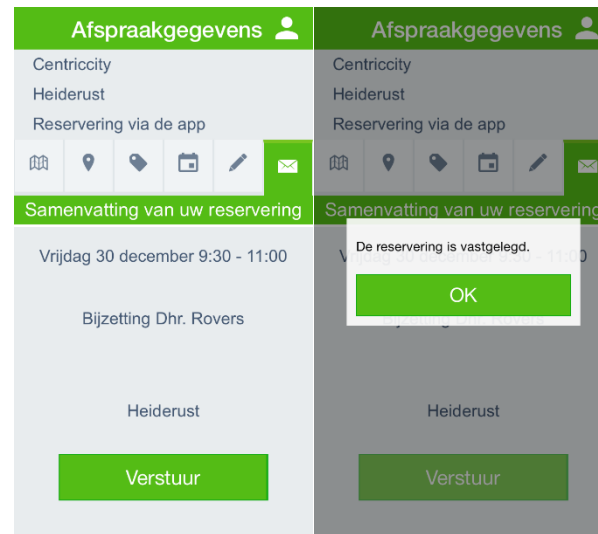 Afspraakgegevens
Centriccity
Heiderust
Reservering via de app
Samenvatting van uw reservering
Vrijdag 30 december 9:30 - 11:00
Bijzetting Dhr. Rovers
Heiderust
Verstuur
Afspraakgegevens
Centriccity
Heiderust
Reservering via de app
Samenvatting van uw reservering
De reservering is vastgelegd.
OK
Heiderust
Verstuur